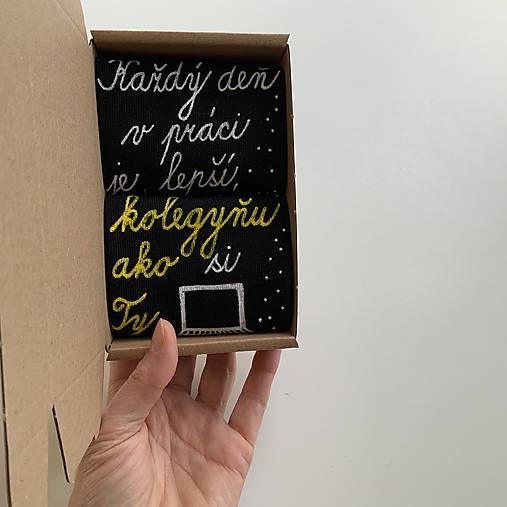 Každý deň
v práci
je lepší,
kolegyňu
ako si
Ty